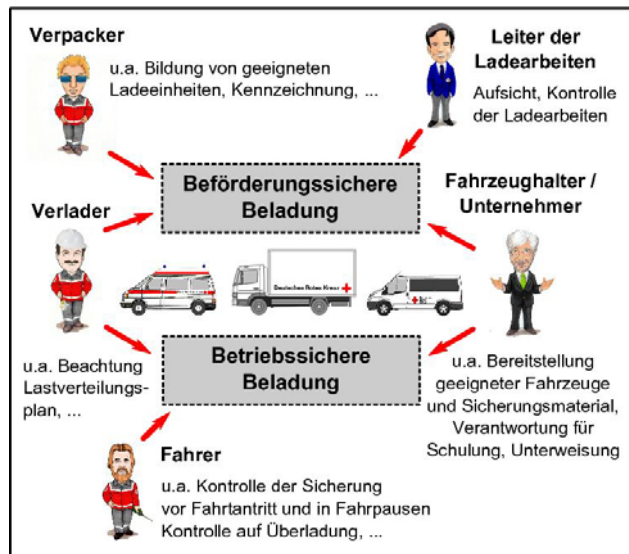 Verpacker
u.a. Bildung von geeigneten
Ladeeinheiten, Kennzeichnung, ...
Leiter der
Ladearbeiten
Aufsicht, Kontrolle
der Ladearbeiten
Beförderungssichere
Beladung
Verlader
Fahrzeughalter /
Unternehmer
Deutsches Rotes Kreuz
Betriebssichere
Beladung
u.a. Beachtung
Lastverteilungs-
plan, ...
u.a. Bereitstellung
geeigneter Fahrzeuge
und Sicherungsmaterial,
Verantwortung für
Schulung, Unterweisung
Fahrer
u.a. Kontrolle der Sicherung
vor Fahrtantritt und in Fahrpausen
Kontrolle auf Überladung, ...